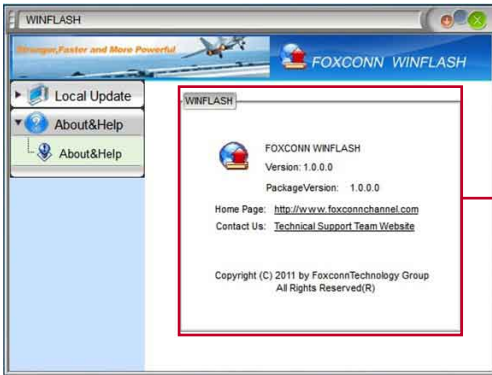 WINFLASH
Stronger,Faster and More Powerful
FOXCONN WINFLASH
Local Update
About&Help
About&Help
WINFLASH
FOXCONN WINFLASH
Version: 1.0.0.0
PackageVersion: 1.0.0.0
Home Page: http://www.foxconnchannel.com
Contact Us: Technical Support Team Website
Copyright (C) 2011 by FoxconnTechnology Group
All Rights Reserved(R)